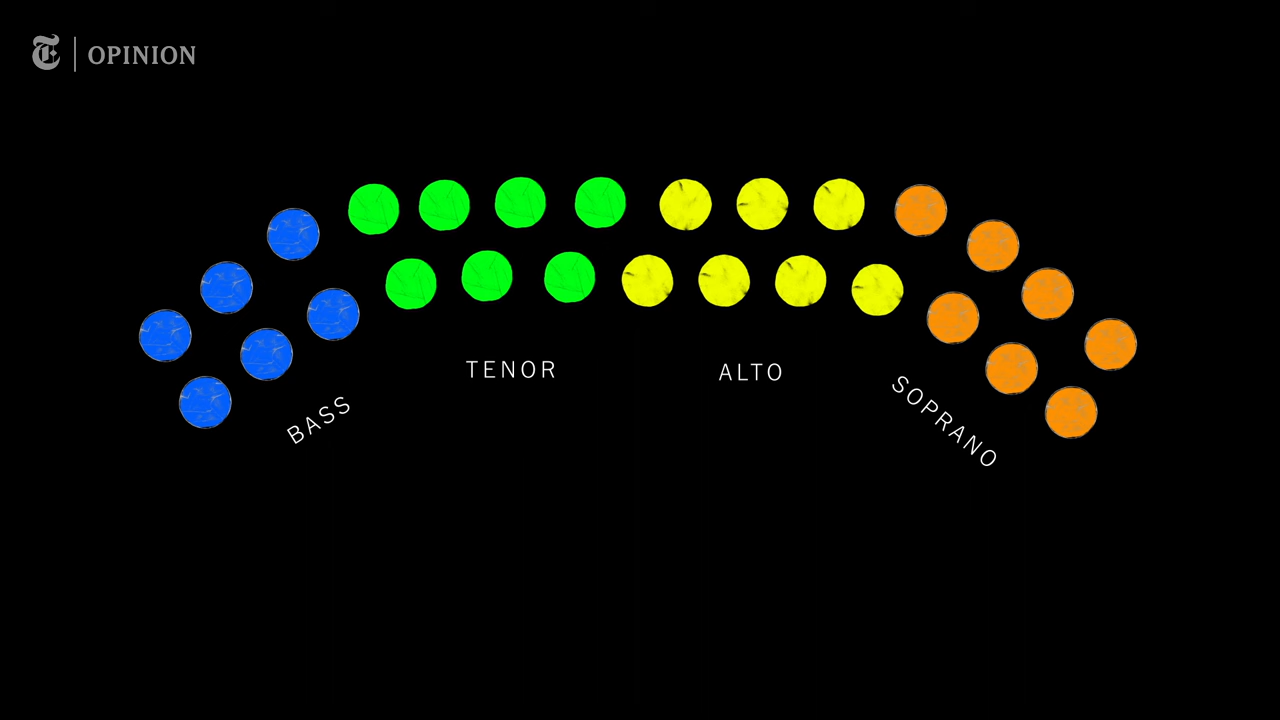 T | OPINION
TENOR
ALTO
BASS
SOPRANO